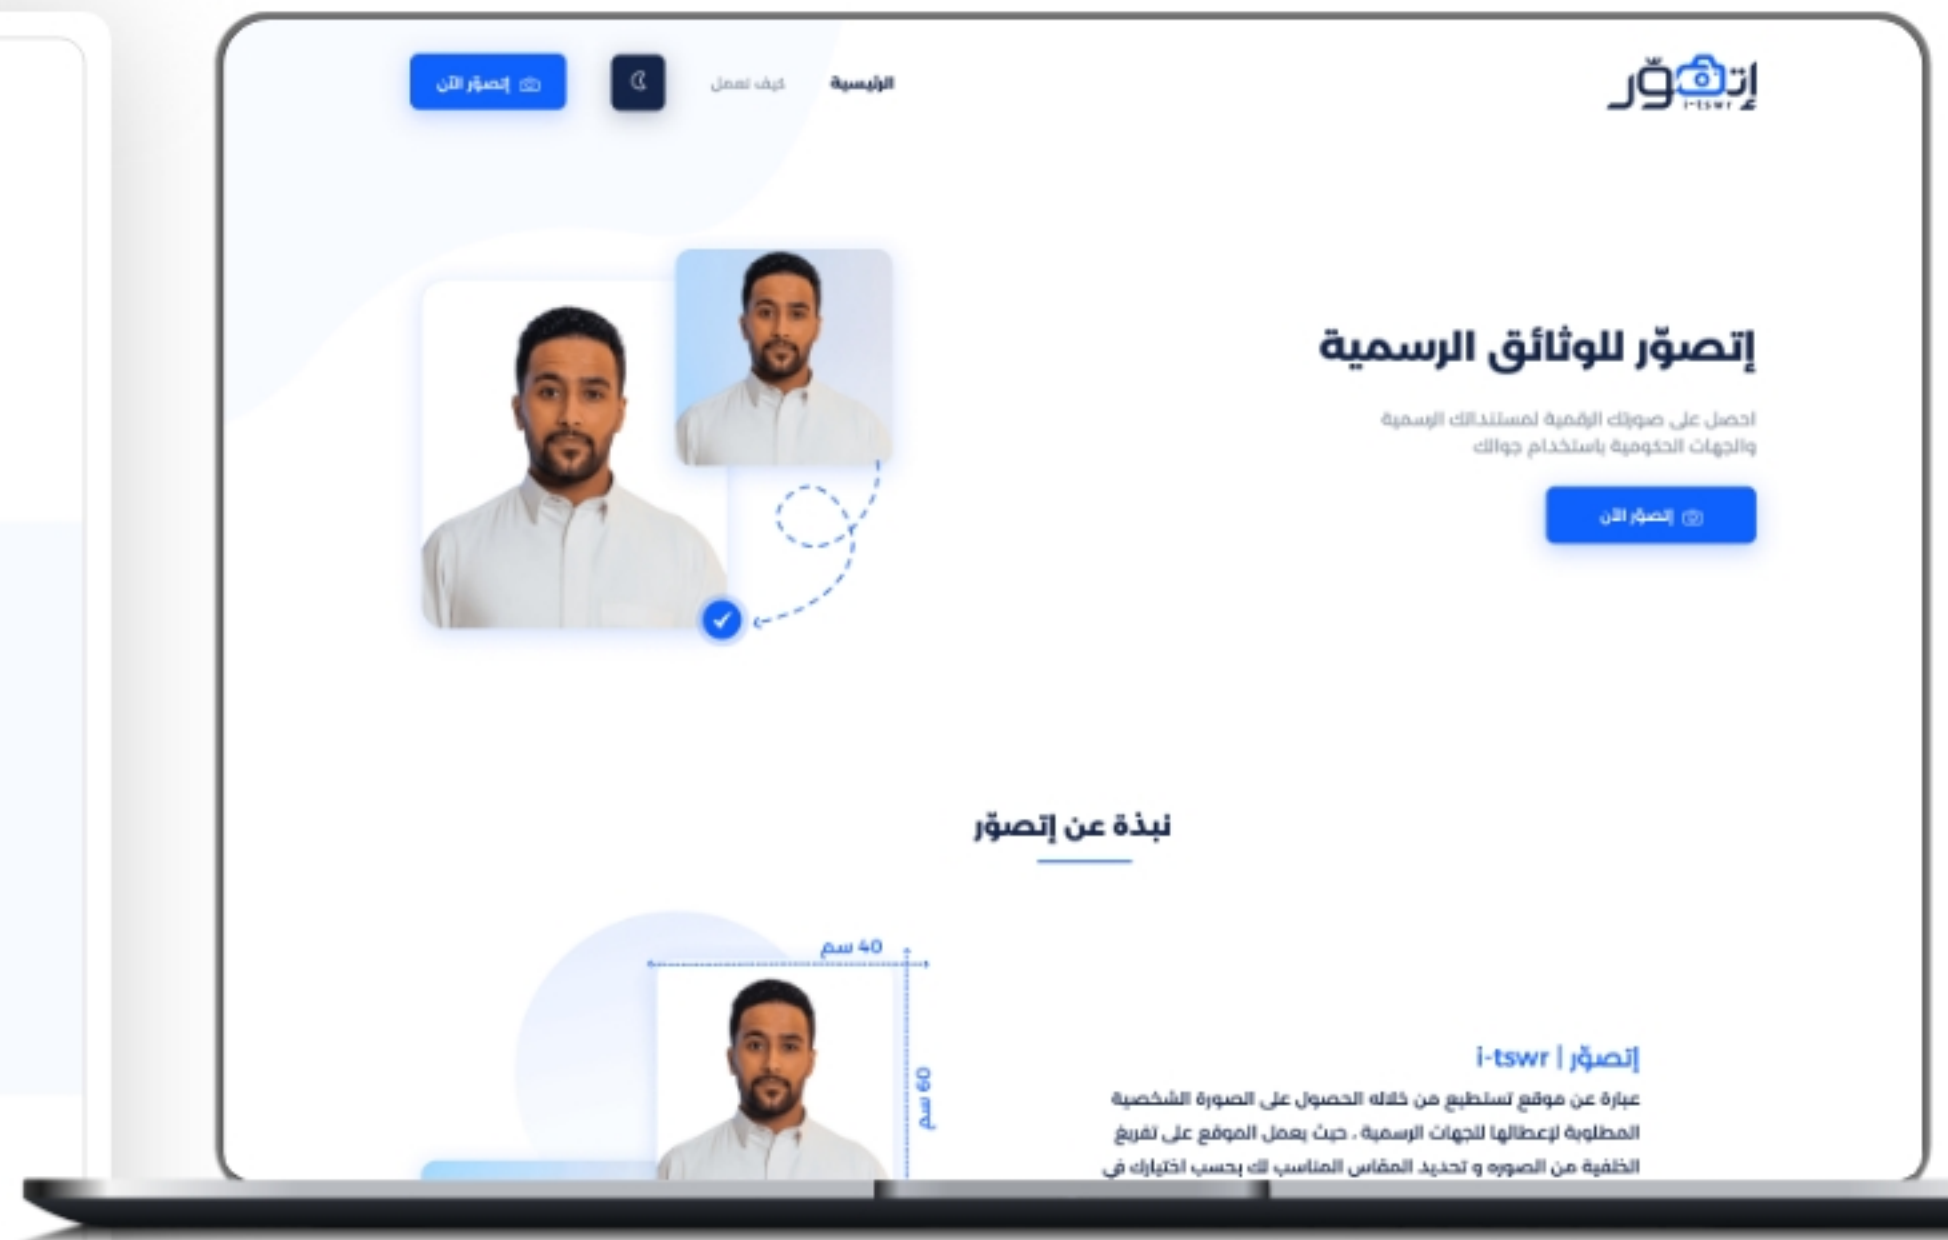 إتصوّر
i-tswr
الرئيسية
كيف نعمل
إتصوّر الآن
إتصوّر للوثائق الرسمية
احصل على صورتك الرقمية لمستنداتك الرسمية
والجهات الحكومية باستخدام جوالك
إتصوّر الآن
نبذة عن إتصوّر
40 سم
60 سم
إتصوّر | i-tswr
عبارة عن موقع تستطيع من خلاله الحصول على الصورة الشخصية
المطلوبة لإعطائها للجهات الرسمية ، حيث يعمل الموقع على تفريغ
الخلفية من الصوره و تحديد المقاس المناسب لك بحسب اختيارك في